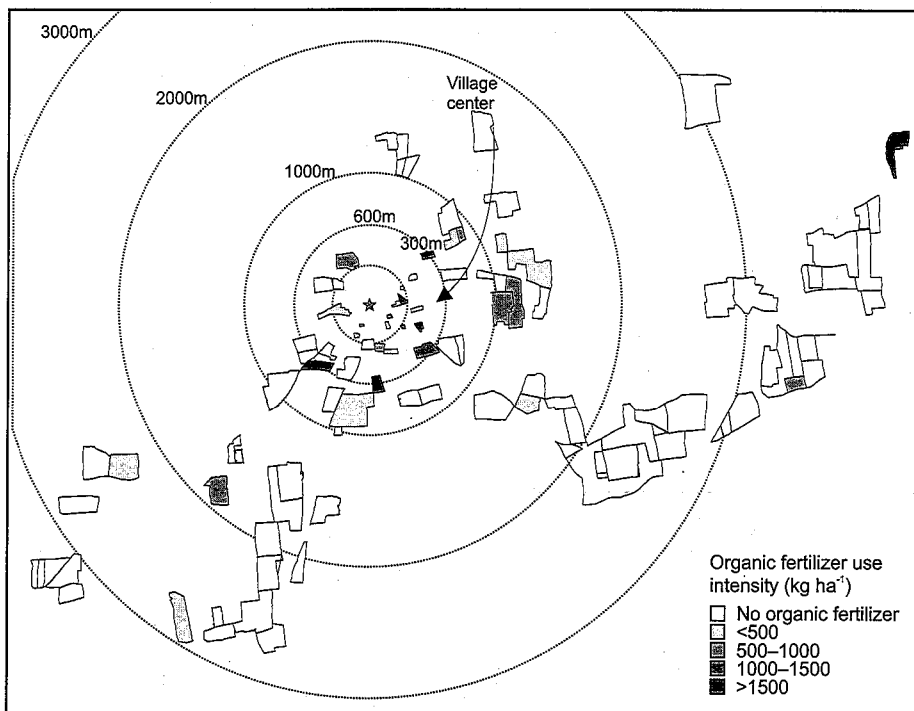 3000m
2000m
Village
center
1000m
600m
300m
Organic fertilizer use
intensity (kg ha⁻¹)
No organic fertilizer
<500
500–1000
1000–1500
>1500